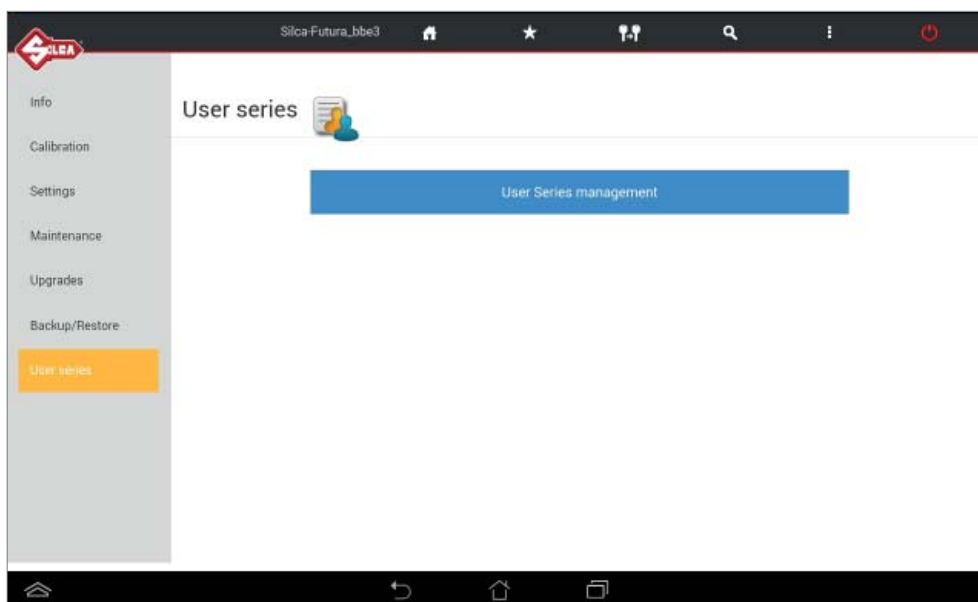 SILCA
Silca-Futura_bbe3
Info
Calibration
Settings
Maintenance
Upgrades
Backup/Restore
User series
User series
User Series management